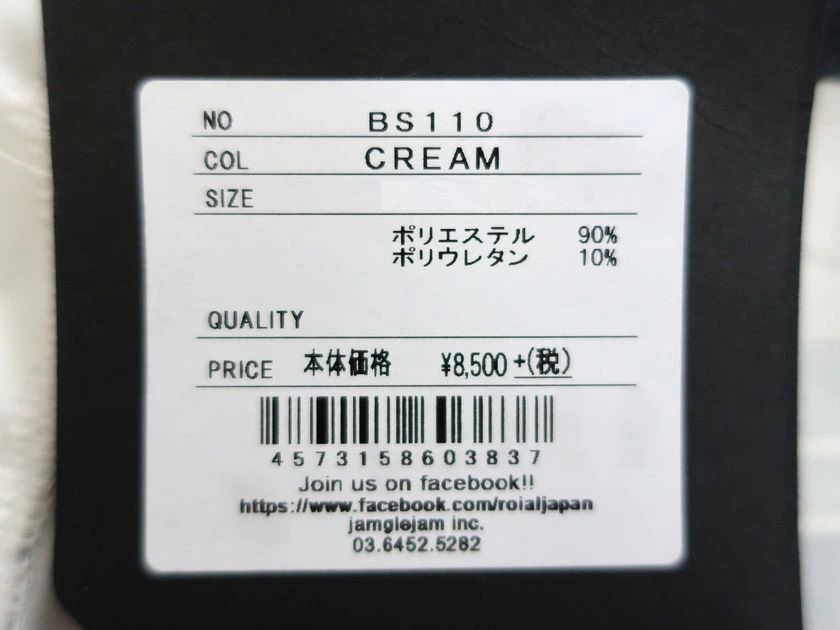 NO BS110
COL CREAM
SIZE
ポリエステル 90%
ポリウレタン 10%
QUALITY
PRICE 本体価格 ¥8,500+(税)
4573158603837
Join us on facebook!!
https://www.facebook.com/roialjapan
jamglejam inc.
03.6452.5282